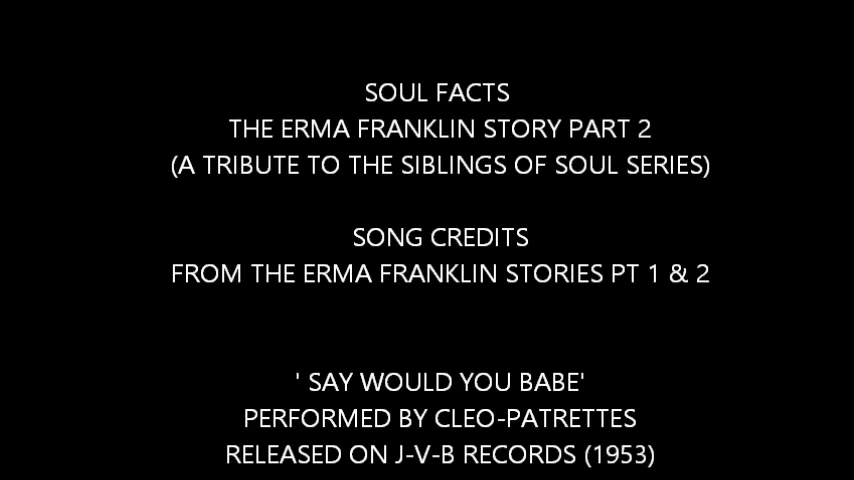 SOUL FACTS
THE ERMA FRANKLIN STORY PART 2
(A TRIBUTE TO THE SIBLINGS OF SOUL SERIES)
SONG CREDITS
FROM THE ERMA FRANKLIN STORIES PT 1 & 2
' SAY WOULD YOU BABE'
PERFORMED BY CLEO-PATRETTES
RELEASED ON J-V-B RECORDS (1953)